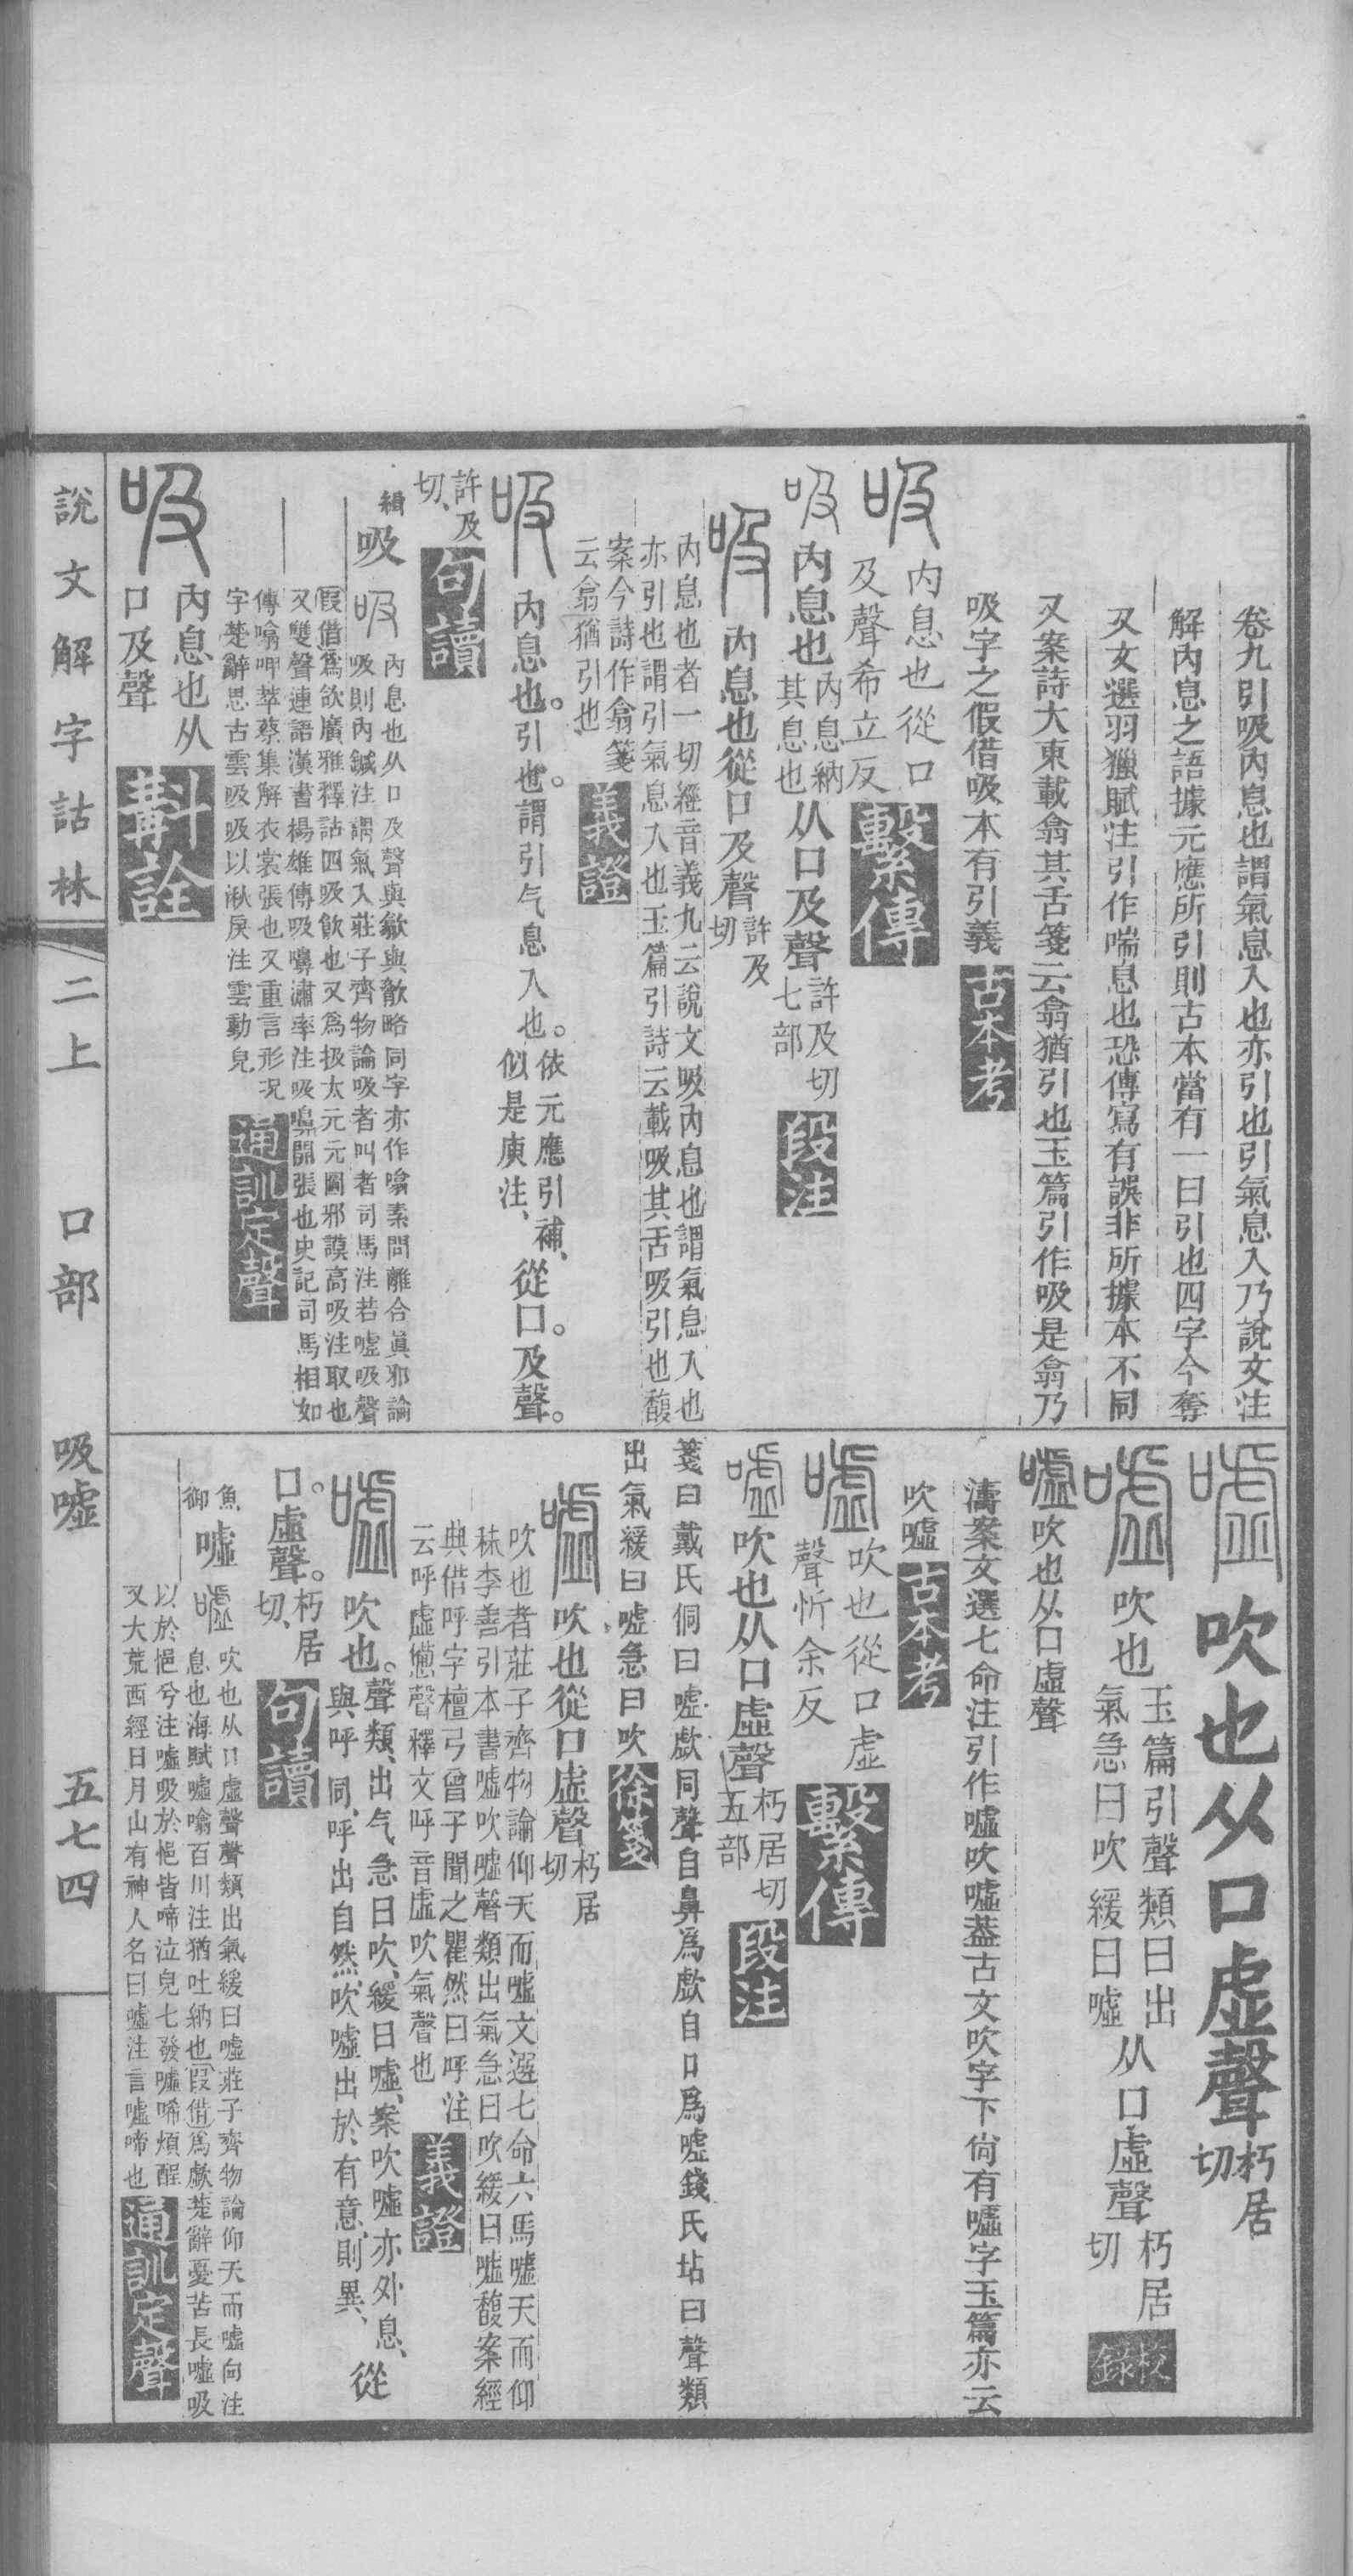 卷九引吸內息也謂氣息入也亦引也引氣息入乃說文注
解內息之語據元應所引則古本當有一曰引也四字今奪
又文選羽獵賦注引作喘息也恐傳寫有誤非所據本不同
又案詩大東載翕其舌箋云翕猶引也玉篇引作吸是翕乃
吸字之假借吸本有引義 古本考
吸 內息也從口
及聲希立反 繫傳
吸 內息也 內息納
其息也 从口及聲 許及切
七部 段注
吸 內息也從口及聲 許及
切
內息也者一切經音義九云說文吸內息也謂氣息入也
亦引也謂引氣息入也玉篇引詩云載吸其舌吸引也馥
案今詩作翕箋
云翕猶引也 義證
吸 內息也。引也。謂引气息入也。 依元應引補、
似是庾注、 從口。及聲。
許及
切、 句讀
緝 吸 吸 內息也从口及聲與歙與歙略同字亦作噏素問離合眞邪論
吸則內鍼注謂氣入莊子齊物論吸者叫者司馬注若噓吸聲
叚借爲飲廣雅釋詁四吸飲也又爲扱太元元圖邪謨高吸注取也
又雙聲連語漢書楊雄傳吸嚊潚率注吸嚊開張也史記司馬相如
傳噏呷萃蔡集解衣裳張也又重言形況
字楚辭思古雲吸吸以湫戾注雲動皃 通訓定聲
吸 內息也从
口及聲 斠詮
噓 吹也从口虛聲 朽居
切
噓 吹也 玉篇引聲類曰出
氣急曰吹緩曰噓 从口虛聲 朽居
切 校錄
噓 吹也从口虛聲
濤案文選七命注引作噓吹噓葢古文吹字下尙有噓字玉篇亦云
吹噓 古本考
噓 吹也從口虛
聲忻余反 繫傳
噓 吹也从口虛聲 朽居切
五部 段注
箋曰戴氏侗曰噓歔同聲自鼻爲歔自口爲噓錢氏坫曰聲類
出氣緩曰噓急曰吹 徐箋
噓 吹也從口虛聲 朽居
切
吹也者莊子齊物論仰天而噓文選七命六馬噓天而仰
秣李善引本書噓吹噓聲類出氣急曰吹緩曰噓馥案經
典借呼字檀弓曾子聞之瞿然曰呼注
云呼虛憊聲釋文呼音虛吹氣聲也 義證
噓 吹也。 聲類、出气急曰吹、緩曰噓、案吹噓亦外息、
與呼同、呼出自然、吹噓出於有意、則異、 從
口。虛聲。 朽居
切、 句讀
魚
御 噓 噓 吹也从口虛聲聲類出氣緩曰噓莊子齊物論仰天而噓向注
息也海賦噓噏百川注猶吐納也叚借爲歔楚辭憂苦長噓吸
以於悒兮注噓吸於悒皆啼泣皃七發噓唏煩酲
又大荒西經日月山有神人名曰噓注言噓啼也 通訓定聲
說文解字詁林 二上 口部 吸噓 五七四